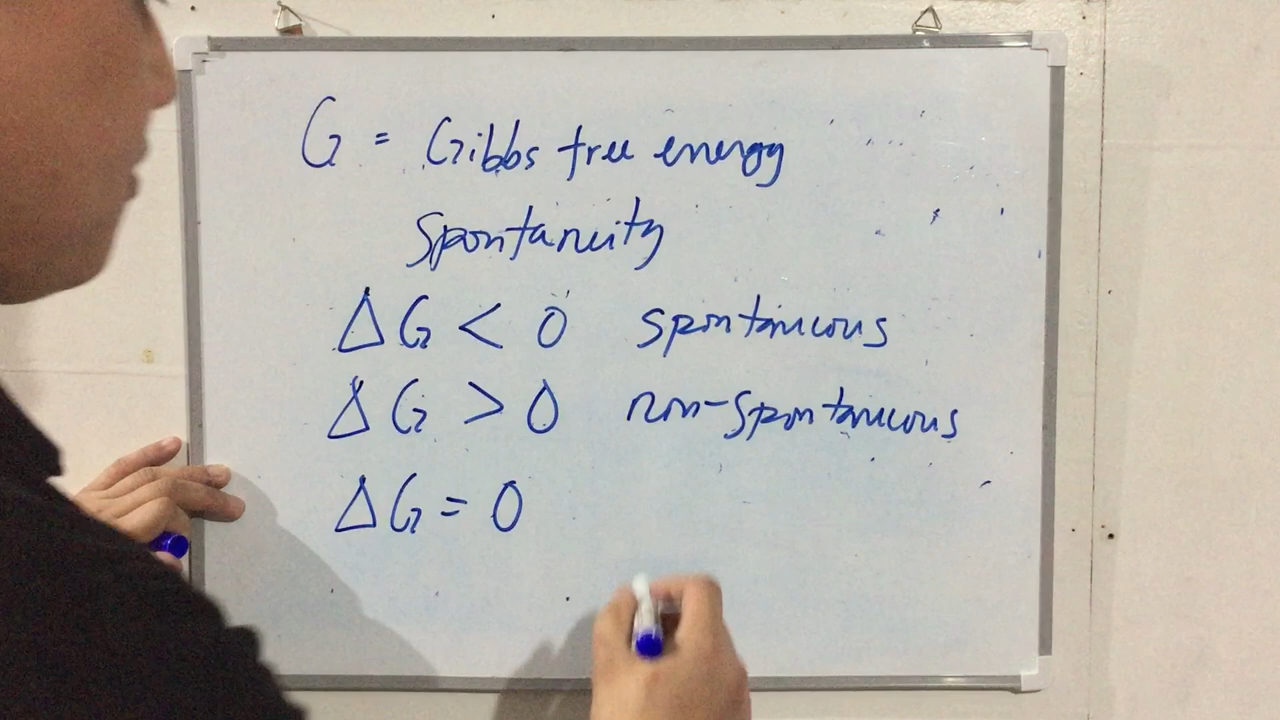 G = Gibbs free energy
Spontaneity
ΔG < 0 spontaneous
ΔG > 0 non-spontaneous
ΔG = 0